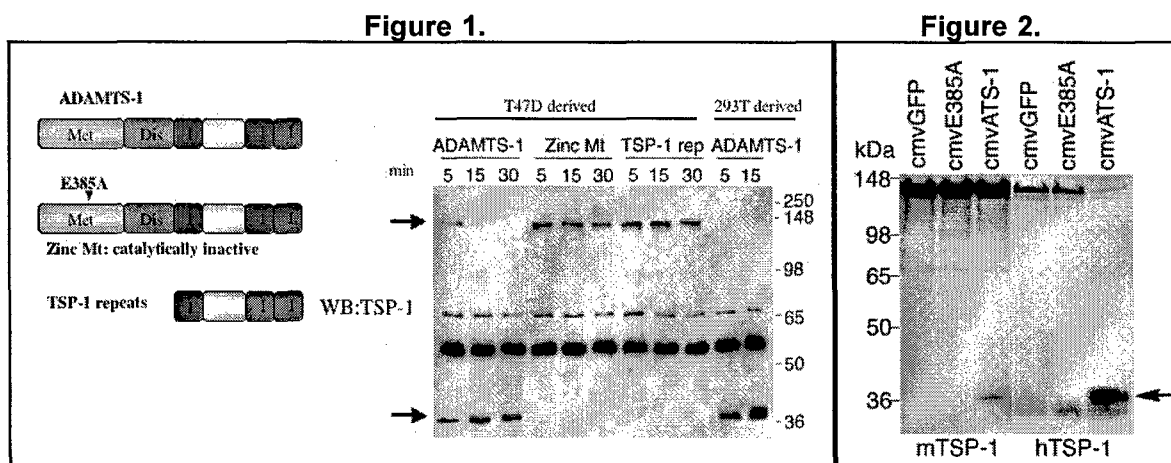 Figure 1.
Figure 2.
ADAMTS-1
Met Dis I I I
E385A
Met Dis I I I
Zinc Mt: catalytically inactive
TSP-1 repeats
I I I
WB:TSP-1
T47D derived 293T derived
ADAMTS-1 Zinc Mt TSP-1 rep ADAMTS-1
min 5 15 30 5 15 30 5 15 30 5 15
250
148
98
65
50
36
cmvGFP cmvE385A cmvATS-1 cmvGFP cmvE385A cmvATS-1
kDa
148
98
65
50
36
mTSP-1 hTSP-1